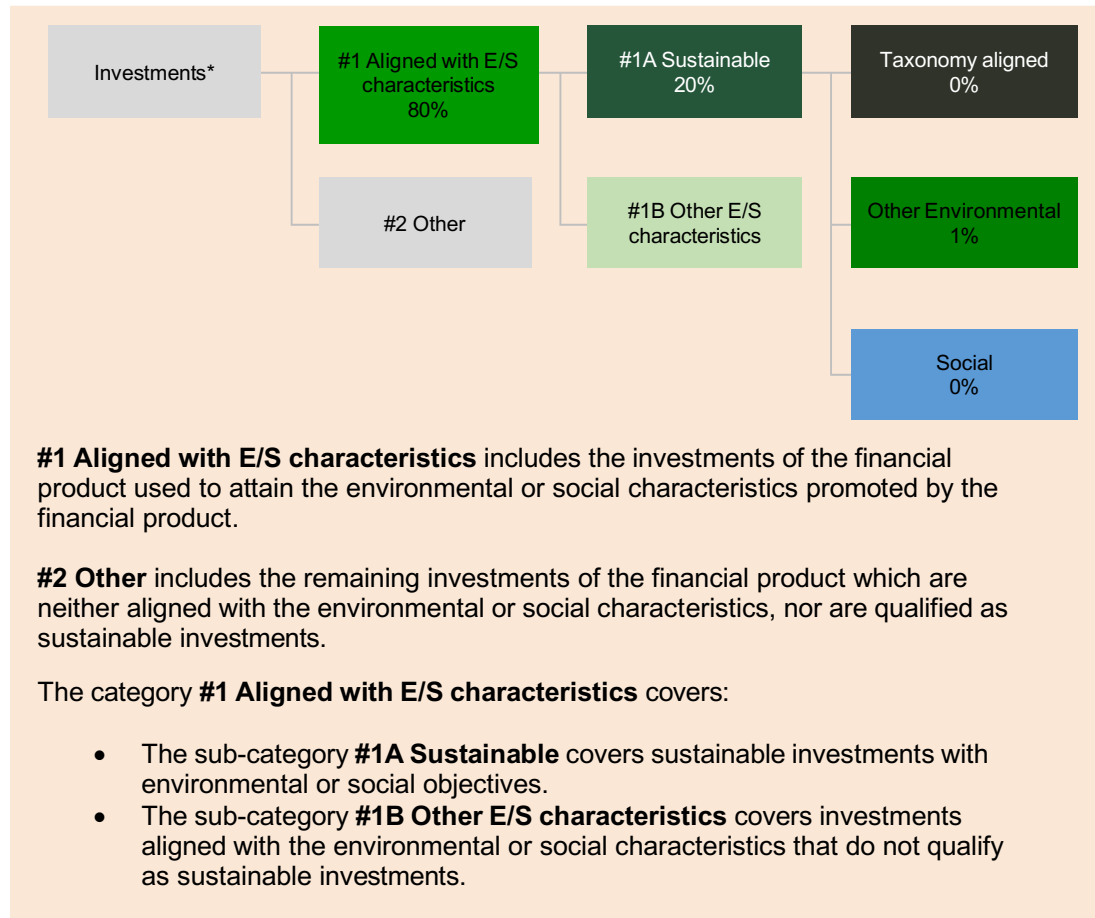 Investments*
#1 Aligned with E/S
characteristics
80%
#1A Sustainable
20%
Taxonomy aligned
0%
#2 Other
#1B Other E/S
characteristics
Other Environmental
1%
Social
0%
#1 Aligned with E/S characteristics includes the investments of the financial
product used to attain the environmental or social characteristics promoted by the
financial product.
#2 Other includes the remaining investments of the financial product which are
neither aligned with the environmental or social characteristics, nor are qualified as
sustainable investments.
The category #1 Aligned with E/S characteristics covers:
• The sub-category #1A Sustainable covers sustainable investments with
environmental or social objectives.
• The sub-category #1B Other E/S characteristics covers investments
aligned with the environmental or social characteristics that do not qualify
as sustainable investments.